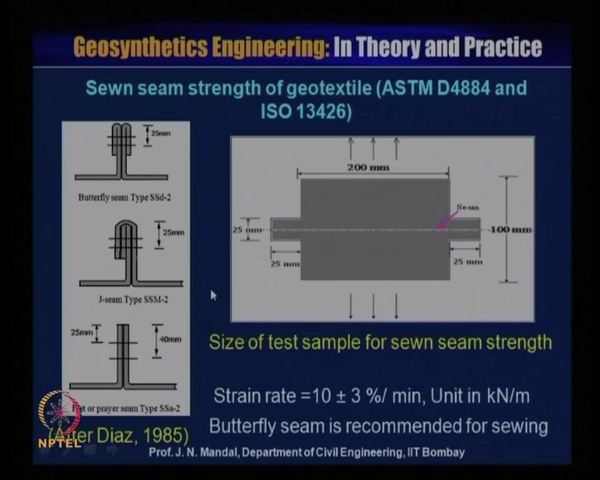 Geosynthetics Engineering: In Theory and Practice
Sewn seam strength of geotextile (ASTM D4884 and
ISO 13426)
25mm
Butterfly seam Type SSd-2
25mm
J-seam Type SSM-2
25mm
40mm
or prayer seam Type SSa-2
(After Diaz, 1985)
200 mm
Seam
25 mm
100 mm
25 mm
25 mm
Size of test sample for sewn seam strength
Strain rate =10 ± 3 %/ min, Unit in kN/m
Butterfly seam is recommended for sewing
NPTEL
Prof. J. N. Mandal, Department of Civil Engineering, IIT Bombay